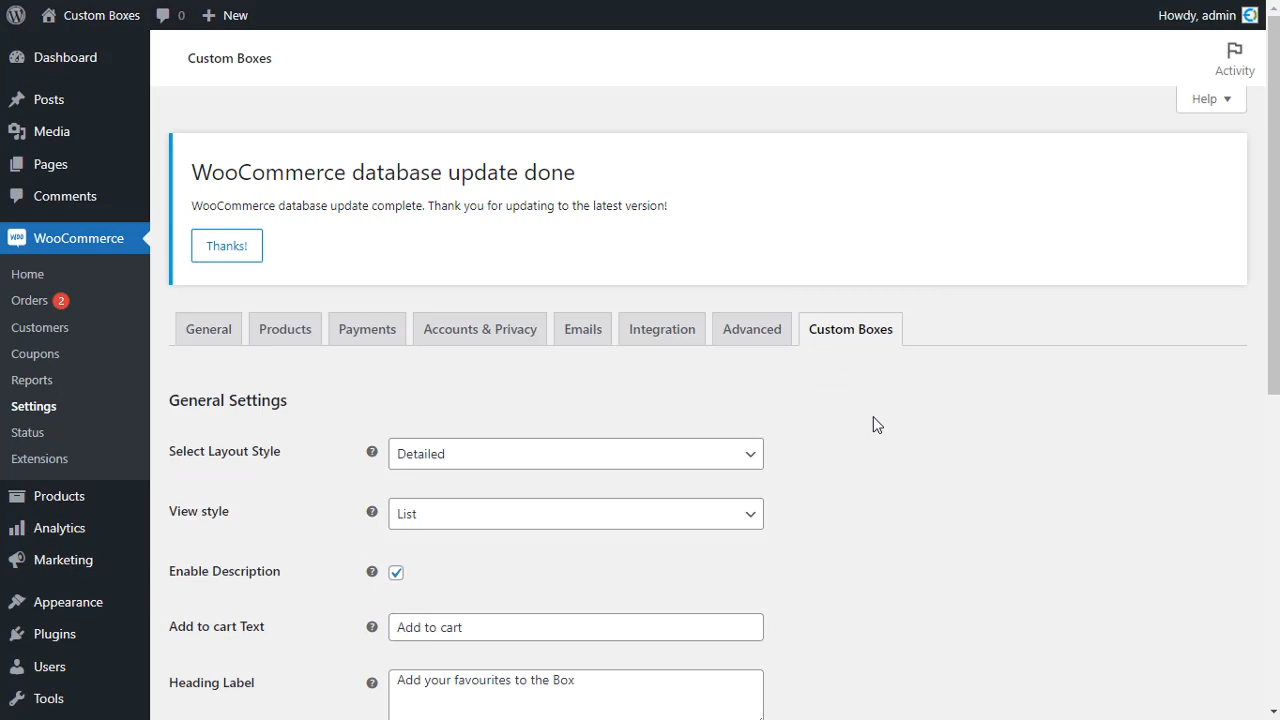 Custom Boxes
0
New
Howdy, admin
Dashboard
Posts
Media
Pages
Comments
WooCommerce
Home
Orders 2
Customers
Coupons
Reports
Settings
Status
Extensions
Products
Analytics
Marketing
Appearance
Plugins
Users
Tools
Custom Boxes
Activity
Help
WooCommerce database update done
WooCommerce database update complete. Thank you for updating to the latest version!
Thanks!
General
Products
Payments
Accounts & Privacy
Emails
Integration
Advanced
Custom Boxes
General Settings
Select Layout Style
Detailed
View style
List
Enable Description
Add to cart Text
Add to cart
Heading Label
Add your favourites to the Box